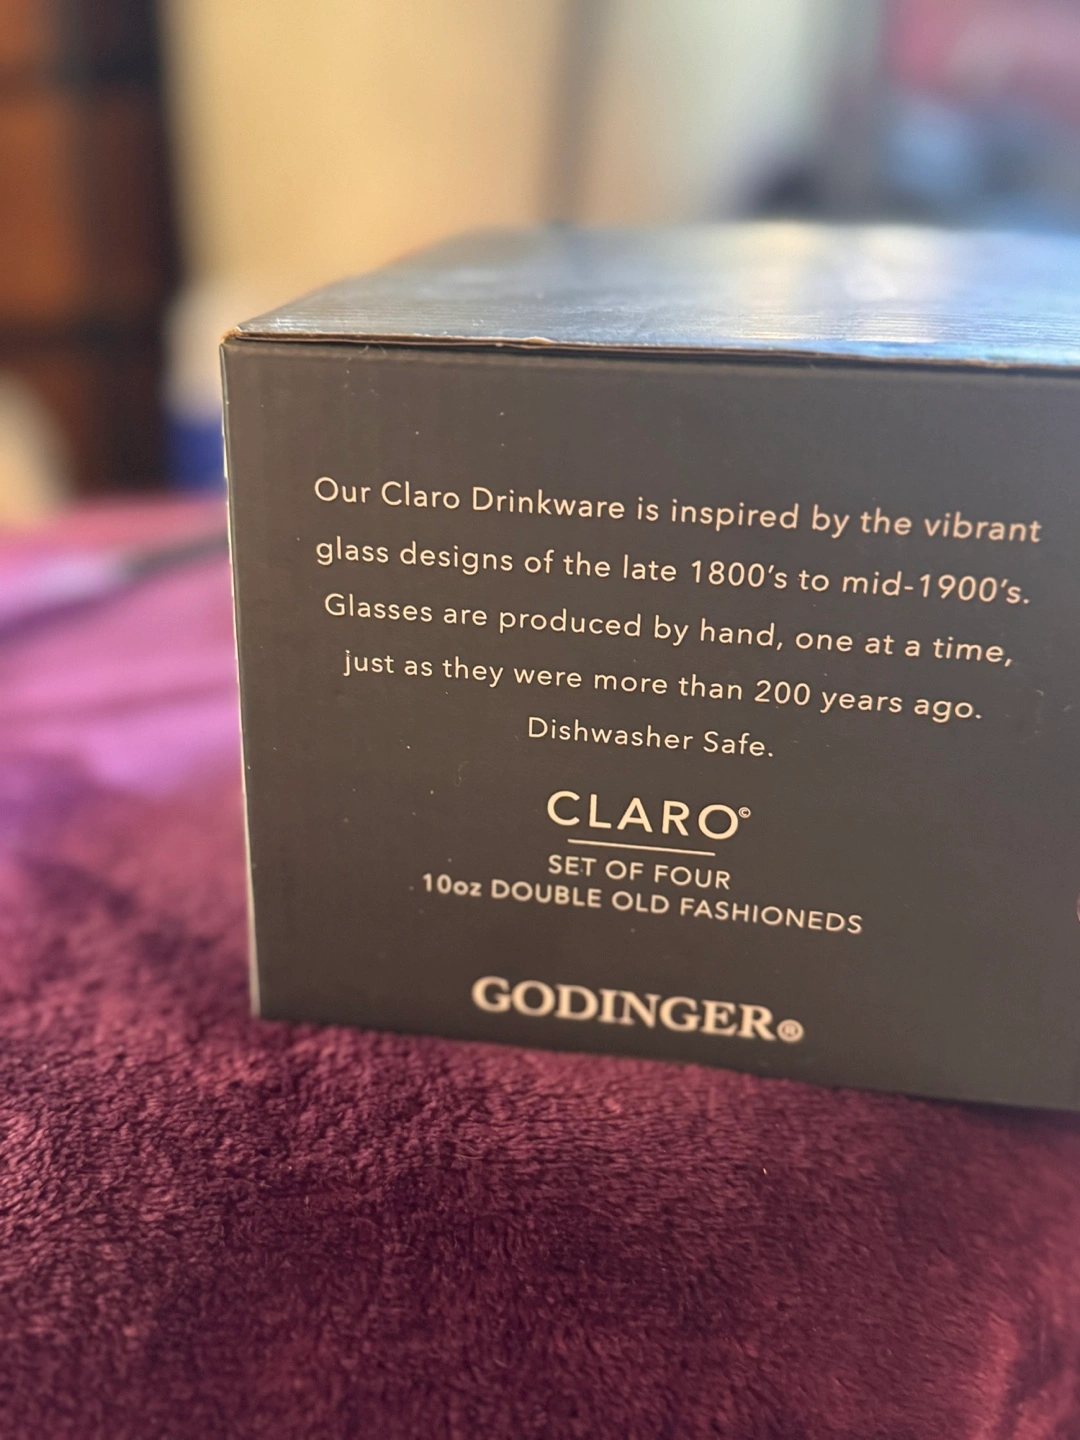 Our Claro Drinkware is inspired by the vibrant
glass designs of the late 1800's to mid-1900's.
Glasses are produced by hand, one at a time,
just as they were more than 200 years ago.
Dishwasher Safe.
CLARO©
SET OF FOUR
10oz DOUBLE OLD FASHIONEDS
GODINGER®